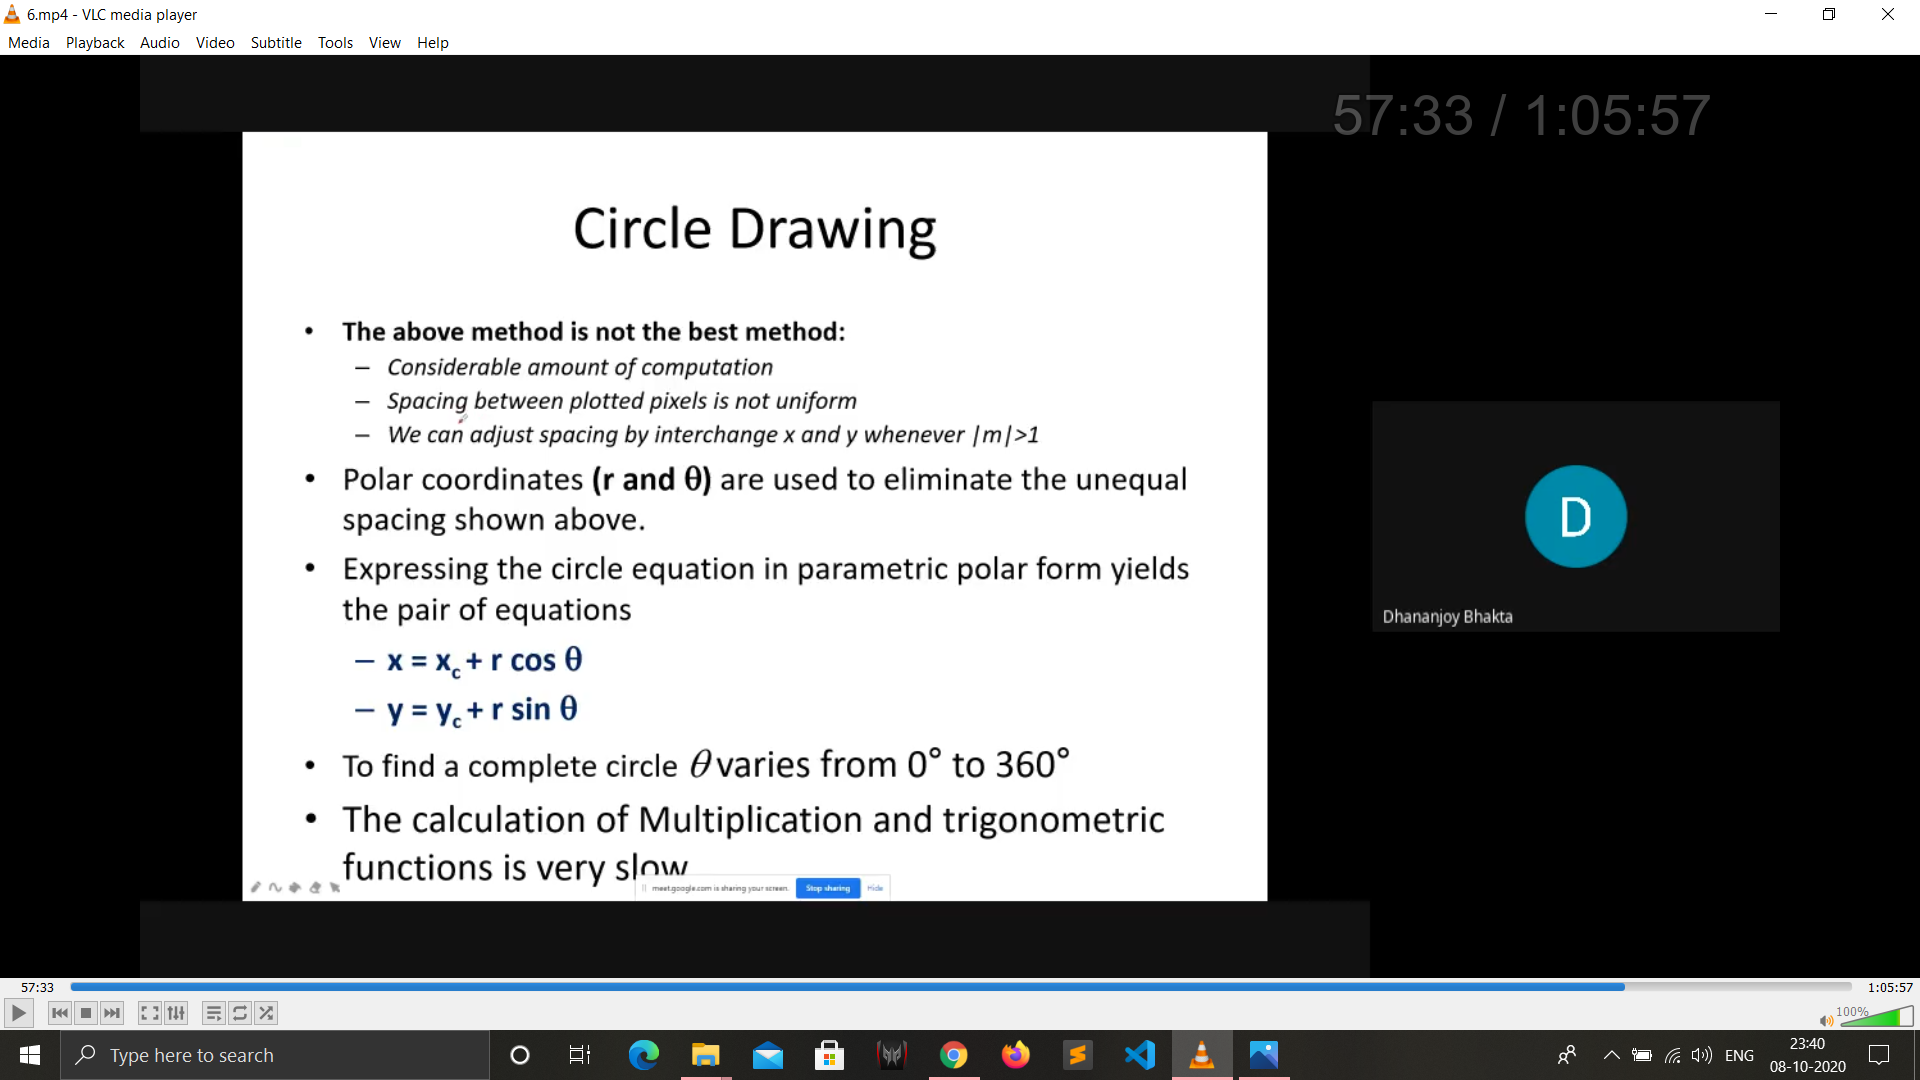 6.mp4 - VLC media player
Media Playback Audio Video Subtitle Tools View Help
57:33 / 1:05:57
Circle Drawing
• The above method is not the best method:
– Considerable amount of computation
– Spacing between plotted pixels is not uniform
– We can adjust spacing by interchange x and y whenever |m|>1
• Polar coordinates (r and θ) are used to eliminate the unequal
spacing shown above.
• Expressing the circle equation in parametric polar form yields
the pair of equations
– x = xc + r cos θ
– y = yc + r sin θ
• To find a complete circle θ varies from 0° to 360°
• The calculation of Multiplication and trigonometric
functions is very slow
meet.google.com is sharing your screen. Stop sharing Hide
D
Dhananjoy Bhakta
57:33 1:05:57
100%
Type here to search
ENG
23:40
08-10-2020